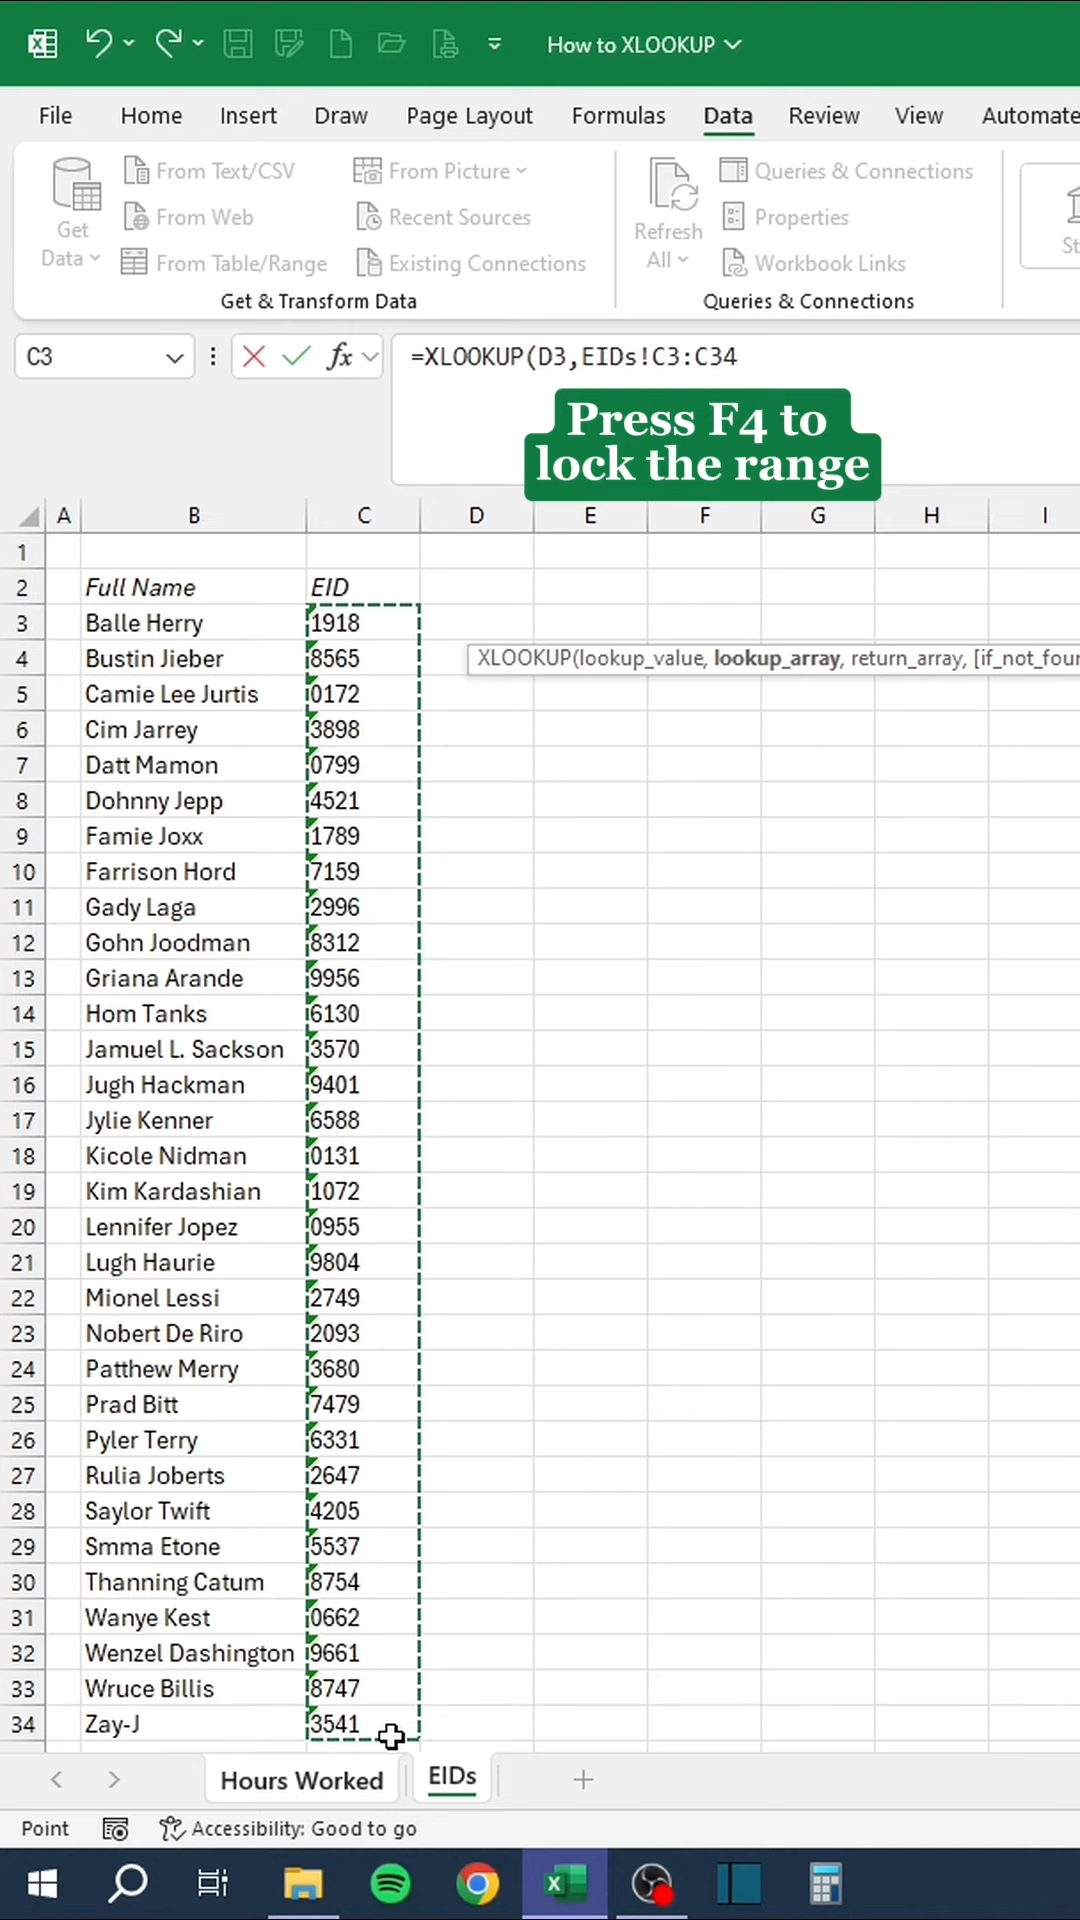 How to XLOOKUP
File Home Insert Draw Page Layout Formulas Data Review View Automate
From Text/CSV From Picture Queries & Connections
Get From Web Recent Sources Refresh Properties
Data From Table/Range Existing Connections All Workbook Links St
Get & Transform Data Queries & Connections
C3 fx =XLOOKUP(D3,EIDs!C3:C34
Press F4 to
lock the range
A B C D E F G H I
1
2 Full Name EID
3 Balle Herry 1918
4 Bustin Jieber 8565 XLOOKUP(lookup_value, lookup_array, return_array, [if_not_foun
5 Camie Lee Jurtis 0172
6 Cim Jarrey 3898
7 Datt Mamon 0799
8 Dohnny Jepp 4521
9 Famie Joxx 1789
10 Farrison Hord 7159
11 Gady Laga 2996
12 Gohn Joodman 8312
13 Griana Arande 9956
14 Hom Tanks 6130
15 Jamuel L. Sackson 3570
16 Jugh Hackman 9401
17 Jylie Kenner 6588
18 Kicole Nidman 0131
19 Kim Kardashian 1072
20 Lennifer Jopez 0955
21 Lugh Haurie 9804
22 Mionel Lessi 2749
23 Nobert De Riro 2093
24 Patthew Merry 3680
25 Prad Bitt 7479
26 Pyler Terry 6331
27 Rulia Joberts 2647
28 Saylor Twift 4205
29 Smma Etone 5537
30 Thanning Catum 8754
31 Wanye Kest 0662
32 Wenzel Dashington 9661
33 Wruce Billis 8747
34 Zay-J 3541
Hours Worked EIDs
Point Accessibility: Good to go